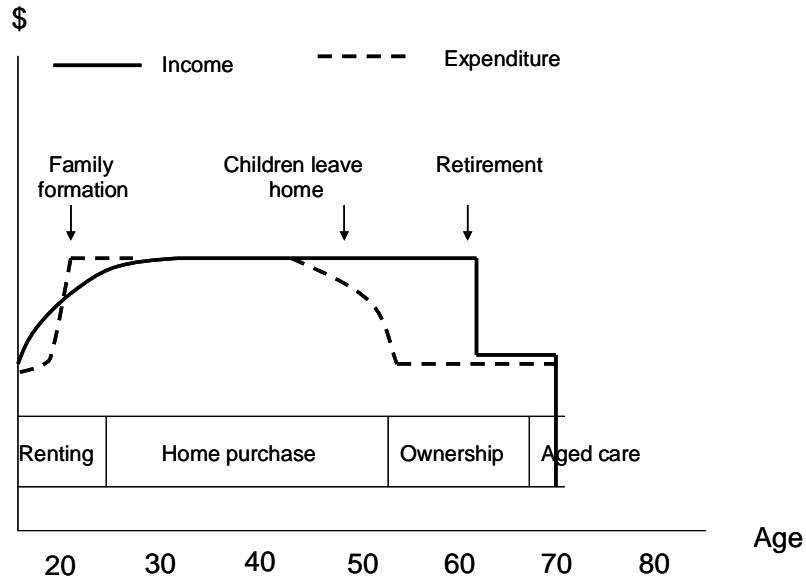 $
Income
Expenditure
Family
formation
Children leave
home
Retirement
Renting
Home purchase
Ownership
Aged care
Age
20
30
40
50
60
70
80